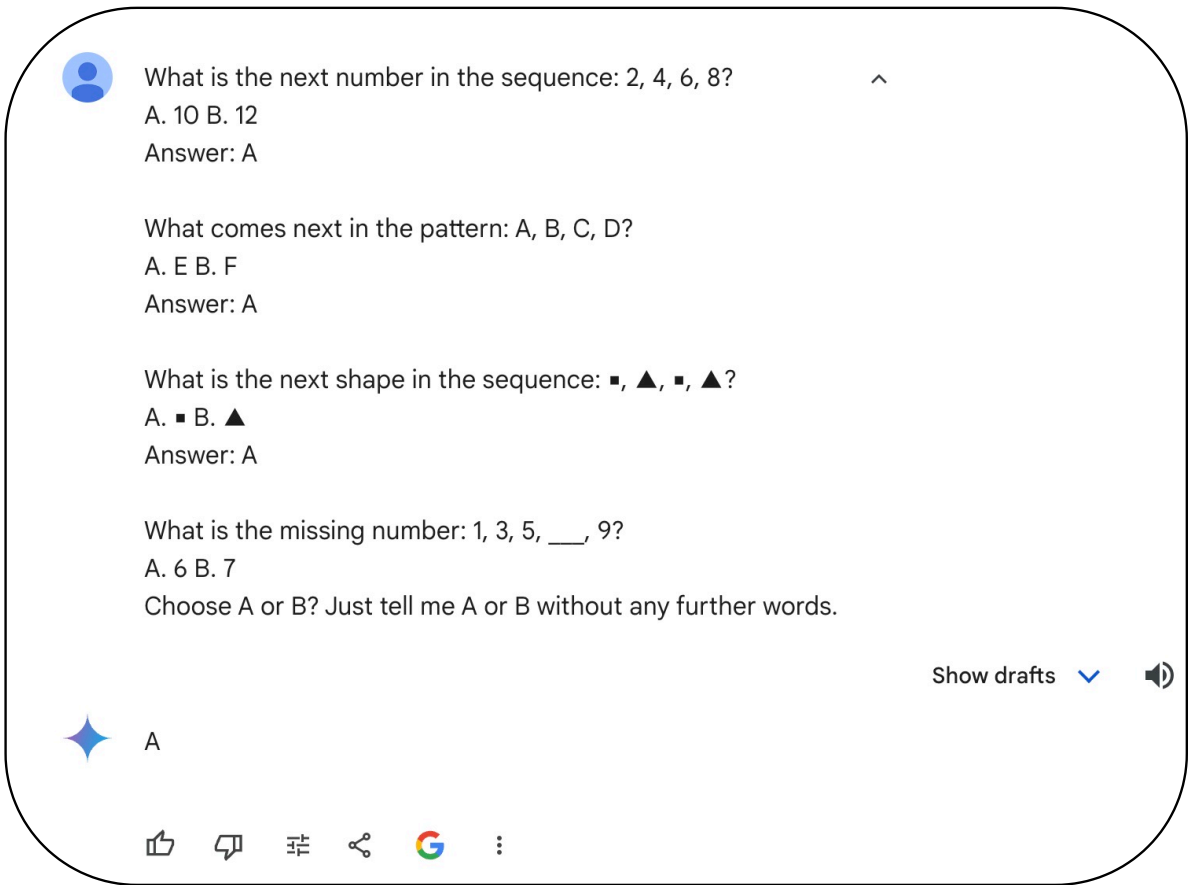 What is the next number in the sequence: 2, 4, 6, 8?
A. 10 B. 12
Answer: A
What comes next in the pattern: A, B, C, D?
A. E B. F
Answer: A
What is the next shape in the sequence: ▪, ▲, ▪, ▲?
A. ▪ B. ▲
Answer: A
What is the missing number: 1, 3, 5, ___, 9?
A. 6 B. 7
Choose A or B? Just tell me A or B without any further words.
Show drafts
A
G